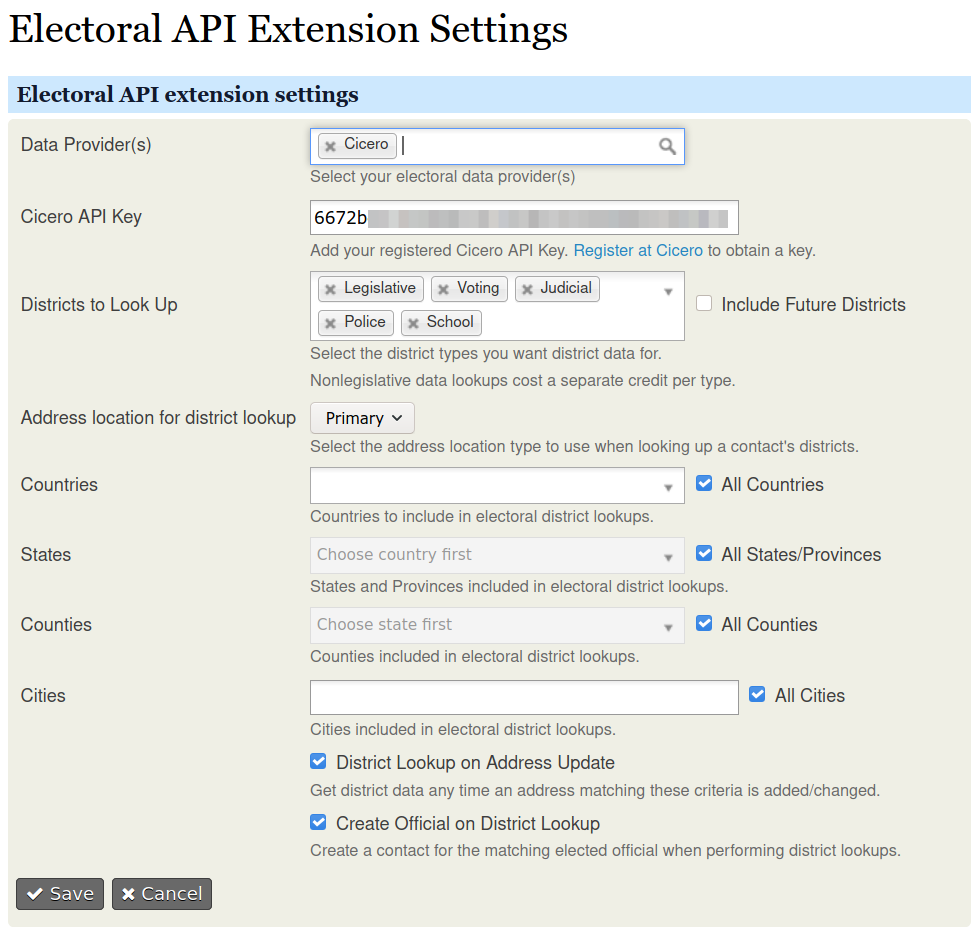 Electoral API Extension Settings
Electoral API extension settings
Data Provider(s)
Cicero
Select your electoral data provider(s)
Cicero API Key
6672b
Add your registered Cicero API Key. Register at Cicero to obtain a key.
Districts to Look Up
Legislative Voting Judicial
Police School
Include Future Districts
Select the district types you want district data for.
Nonlegislative data lookups cost a separate credit per type.
Address location for district lookup
Primary
Select the address location type to use when looking up a contact's districts.
Countries
All Countries
Countries to include in electoral district lookups.
States
Choose country first
All States/Provinces
States and Provinces included in electoral district lookups.
Counties
Choose state first
All Counties
Counties included in electoral district lookups.
Cities
All Cities
Cities included in electoral district lookups.
District Lookup on Address Update
Get district data any time an address matching these criteria is added/changed.
Create Official on District Lookup
Create a contact for the matching elected official when performing district lookups.
Save
Cancel